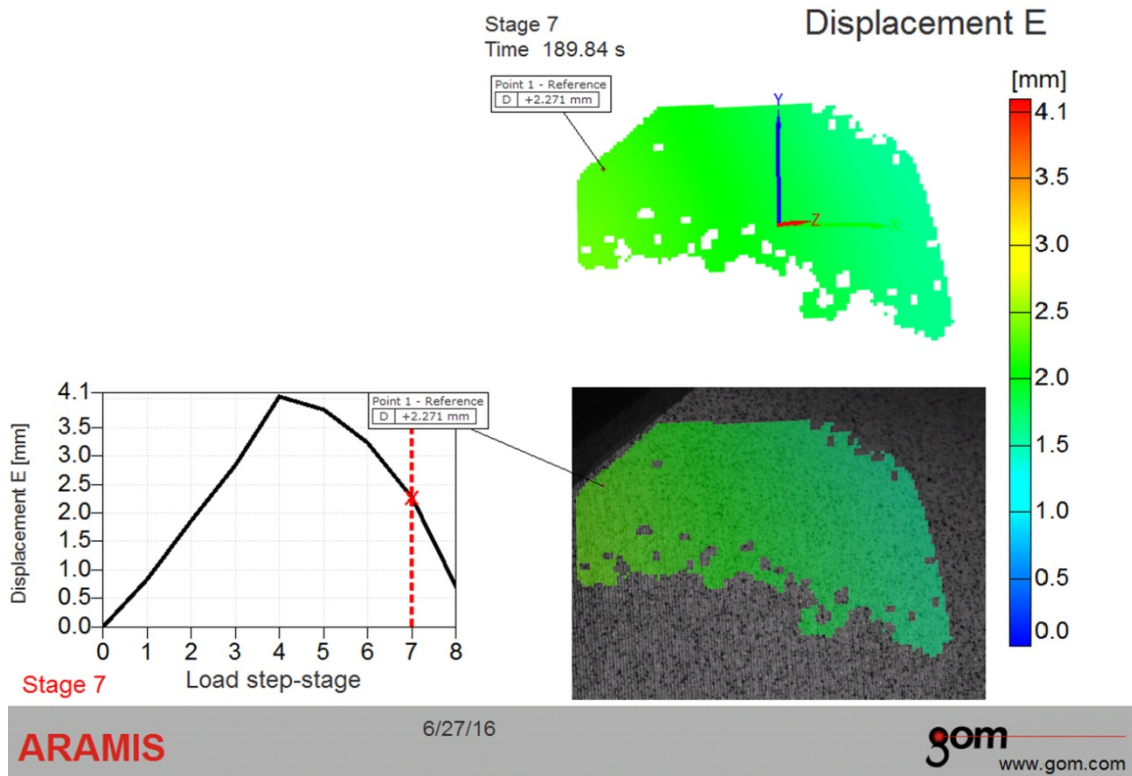 Displacement E
Stage 7
Time 189.84 s
Point 1 - Reference
D +2.271 mm
Y
Z
X
[mm]
4.1
3.5
3.0
2.5
2.0
1.5
1.0
0.5
0.0
4.1
3.5
3.0
2.5
2.0
1.5
1.0
0.5
0.0
Displacement E [mm]
Point 1 - Reference
D +2.271 mm
X
0 1 2 3 4 5 6 7 8
Load step-stage
Stage 7
ARAMIS
6/27/16
gom
www.gom.com